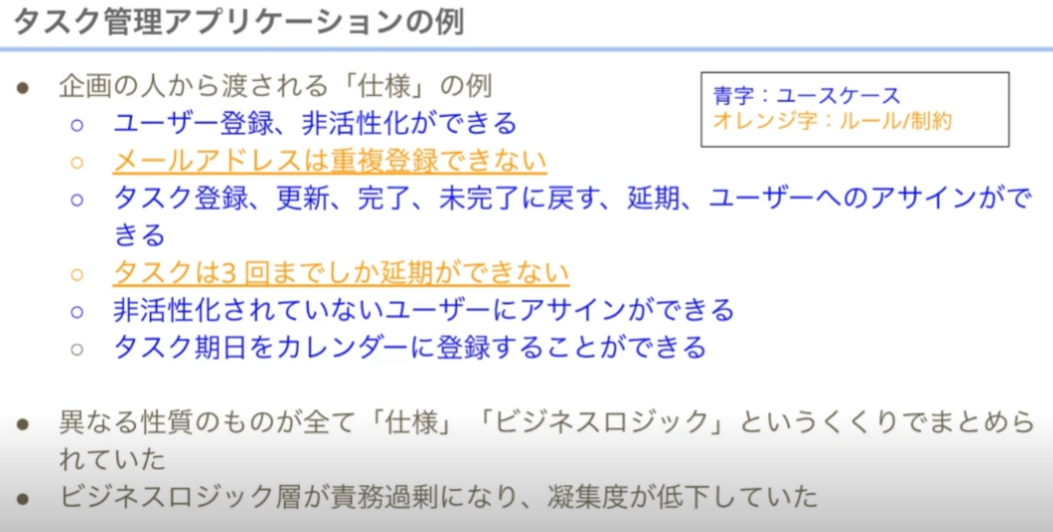 タスク管理アプリケーションの例
● 企画の人から渡される「仕様」の例
青字：ユースケース
オレンジ字：ルール/制約
○ ユーザー登録、非活性化ができる
○ メールアドレスは重複登録できない
○ タスク登録、更新、完了、未完了に戻す、延期、ユーザーへのアサインがで
きる
○ タスクは3 回までしか延期ができない
○ 非活性化されていないユーザーにアサインができる
○ タスク期日をカレンダーに登録することができる
● 異なる性質のものが全て「仕様」「ビジネスロジック」というくくりでまとめら
れていた
● ビジネスロジック層が責務過剰になり、凝集度が低下していた